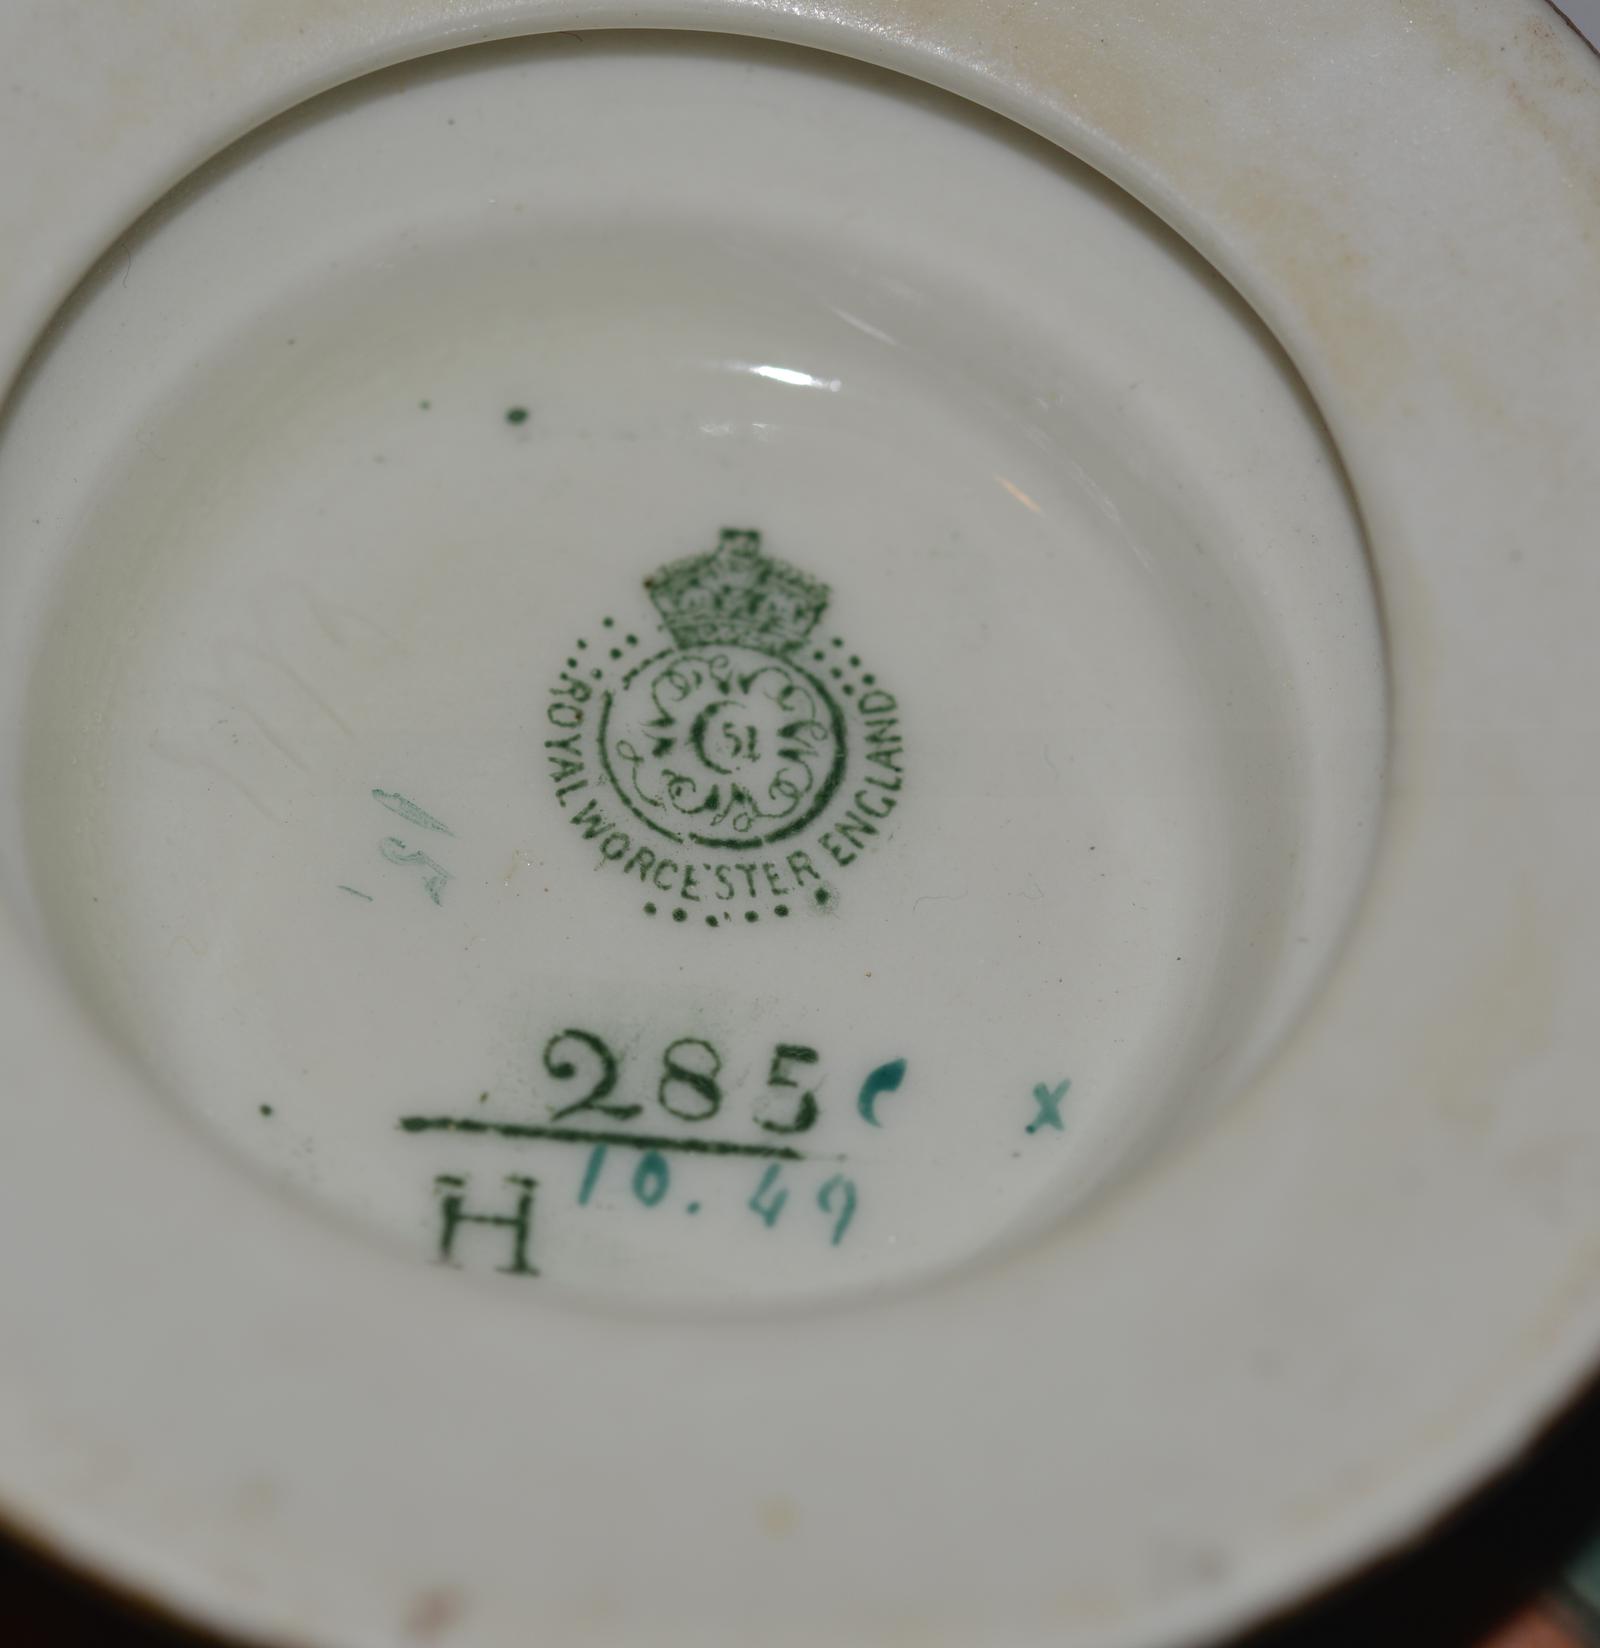 51
ROYAL WORCESTER ENGLAND
285
x
H
10.49